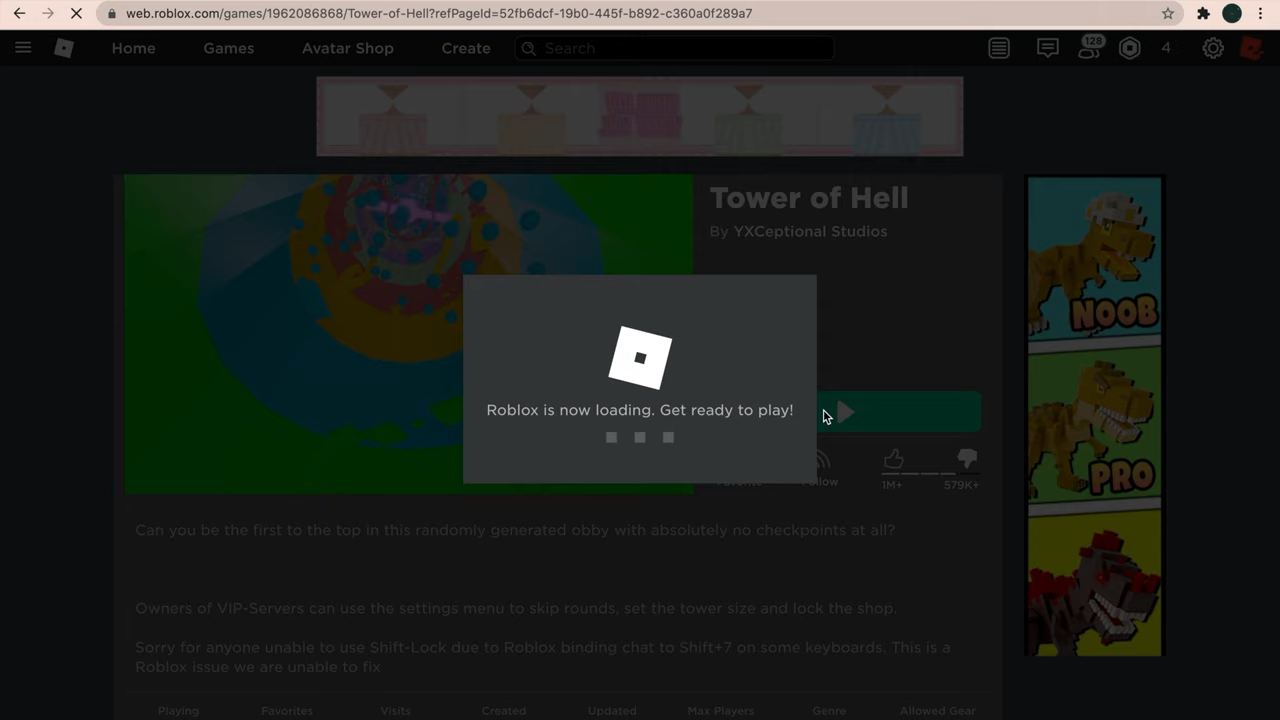 web.roblox.com/games/1962086868/Tower-of-Hell?refPageId=52fb6dcf-19b0-445f-b892-c360a0f289a7
Home Games Avatar Shop Create Search 128 4
Tower of Hell
By YXCeptional Studios
NOOB
PRO
Roblox is now loading. Get ready to play!
Favorite Follow 1M+ 579K+
Can you be the first to the top in this randomly generated obby with absolutely no checkpoints at all?
Owners of VIP-Servers can use the settings menu to skip rounds, set the tower size and lock the shop.
Sorry for anyone unable to use Shift-Lock due to Roblox binding chat to Shift+7 on some keyboards. This is a
Roblox issue we are unable to fix
Playing Favorites Visits Created Updated Max Players Genre Allowed Gear